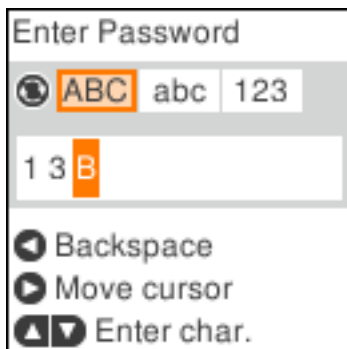 Enter Password
ABC abc 123
1 3 B
Backspace
Move cursor
Enter char.